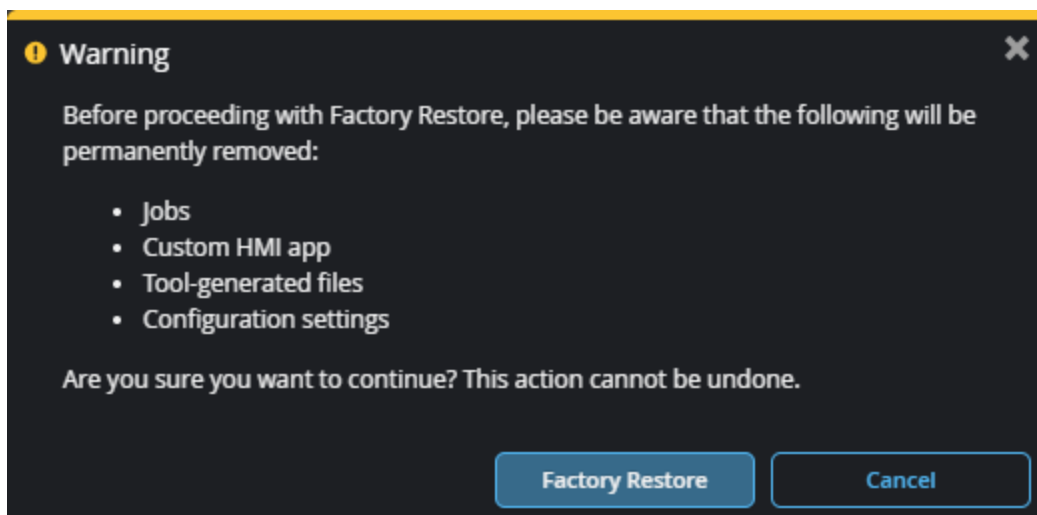 Warning
Before proceeding with Factory Restore, please be aware that the following will be
permanently removed:
• Jobs
• Custom HMI app
• Tool-generated files
• Configuration settings
Are you sure you want to continue? This action cannot be undone.
Factory Restore
Cancel